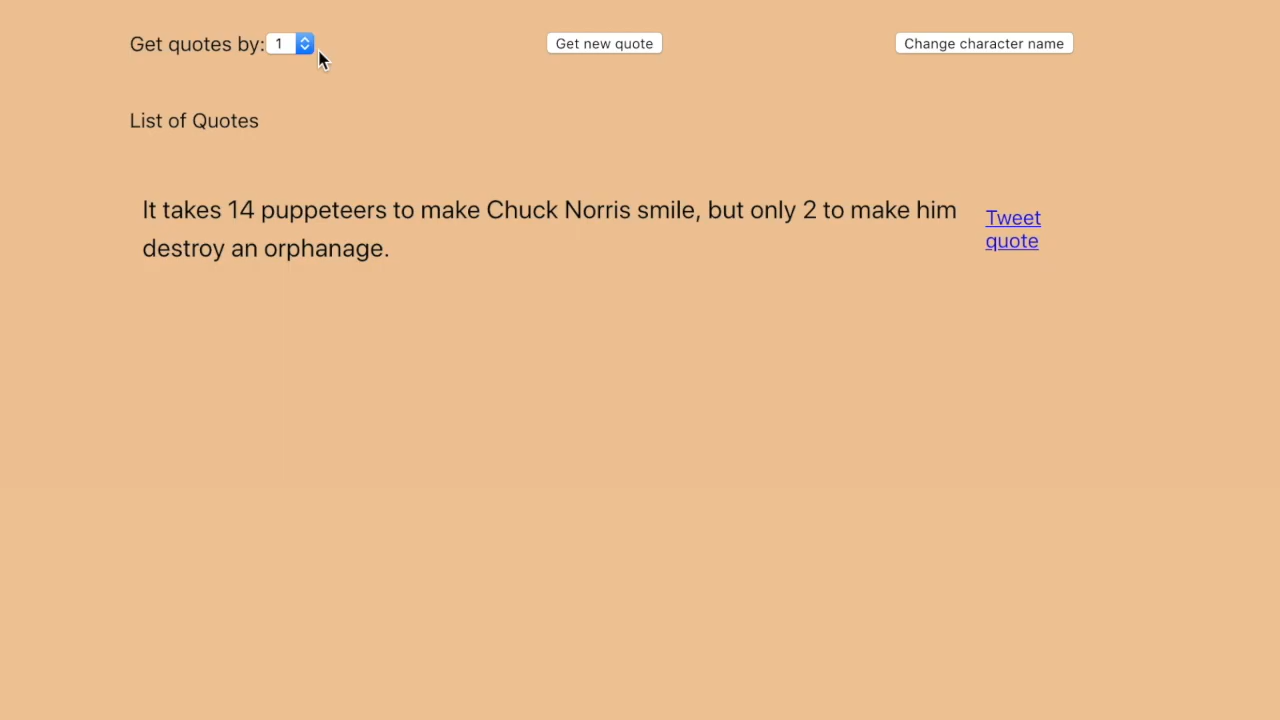 Get quotes by: 1 Get new quote Change character name
List of Quotes
It takes 14 puppeteers to make Chuck Norris smile, but only 2 to make him
destroy an orphanage.
Tweet
quote